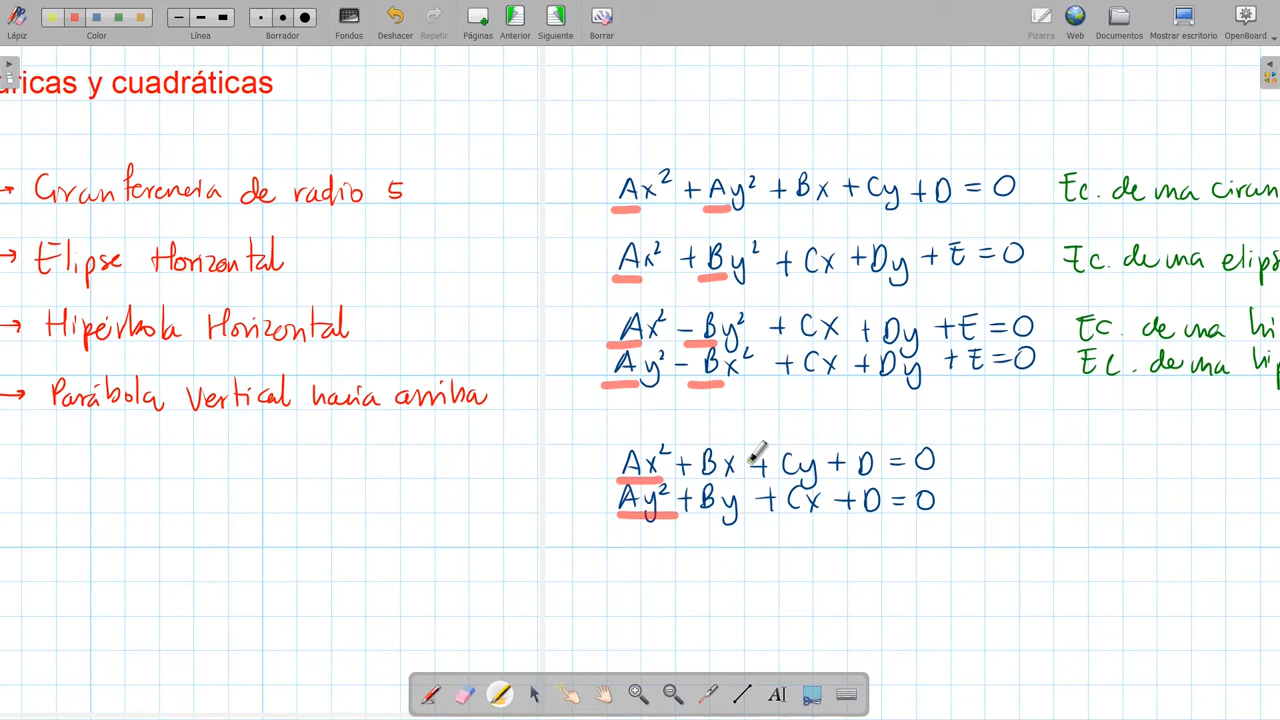 Lápiz Color Línea Borrador Fondos Deshacer Repetir Páginas Anterior Siguiente Borrar Pizarra Web Documentos Mostrar escritorio OpenBoard
ricas y cuadráticas
→ Circunferencia de radio 5
→ Elipse Horizontal
→ Hipérbola Horizontal
→ Parábola vertical hacia arriba
Ax² + Ay² + Bx + Cy + D = 0 Ec. de una circun
Ax² + By² + Cx + Dy + E = 0 Ec. de una elips
Ax² - By² + Cx + Dy + E = 0 Ec. de una hi
Ay² - Bx² + Cx + Dy + E = 0 Ec. de una hip
Ax² + Bx + Cy + D = 0
Ay² + By + Cx + D = 0
AI